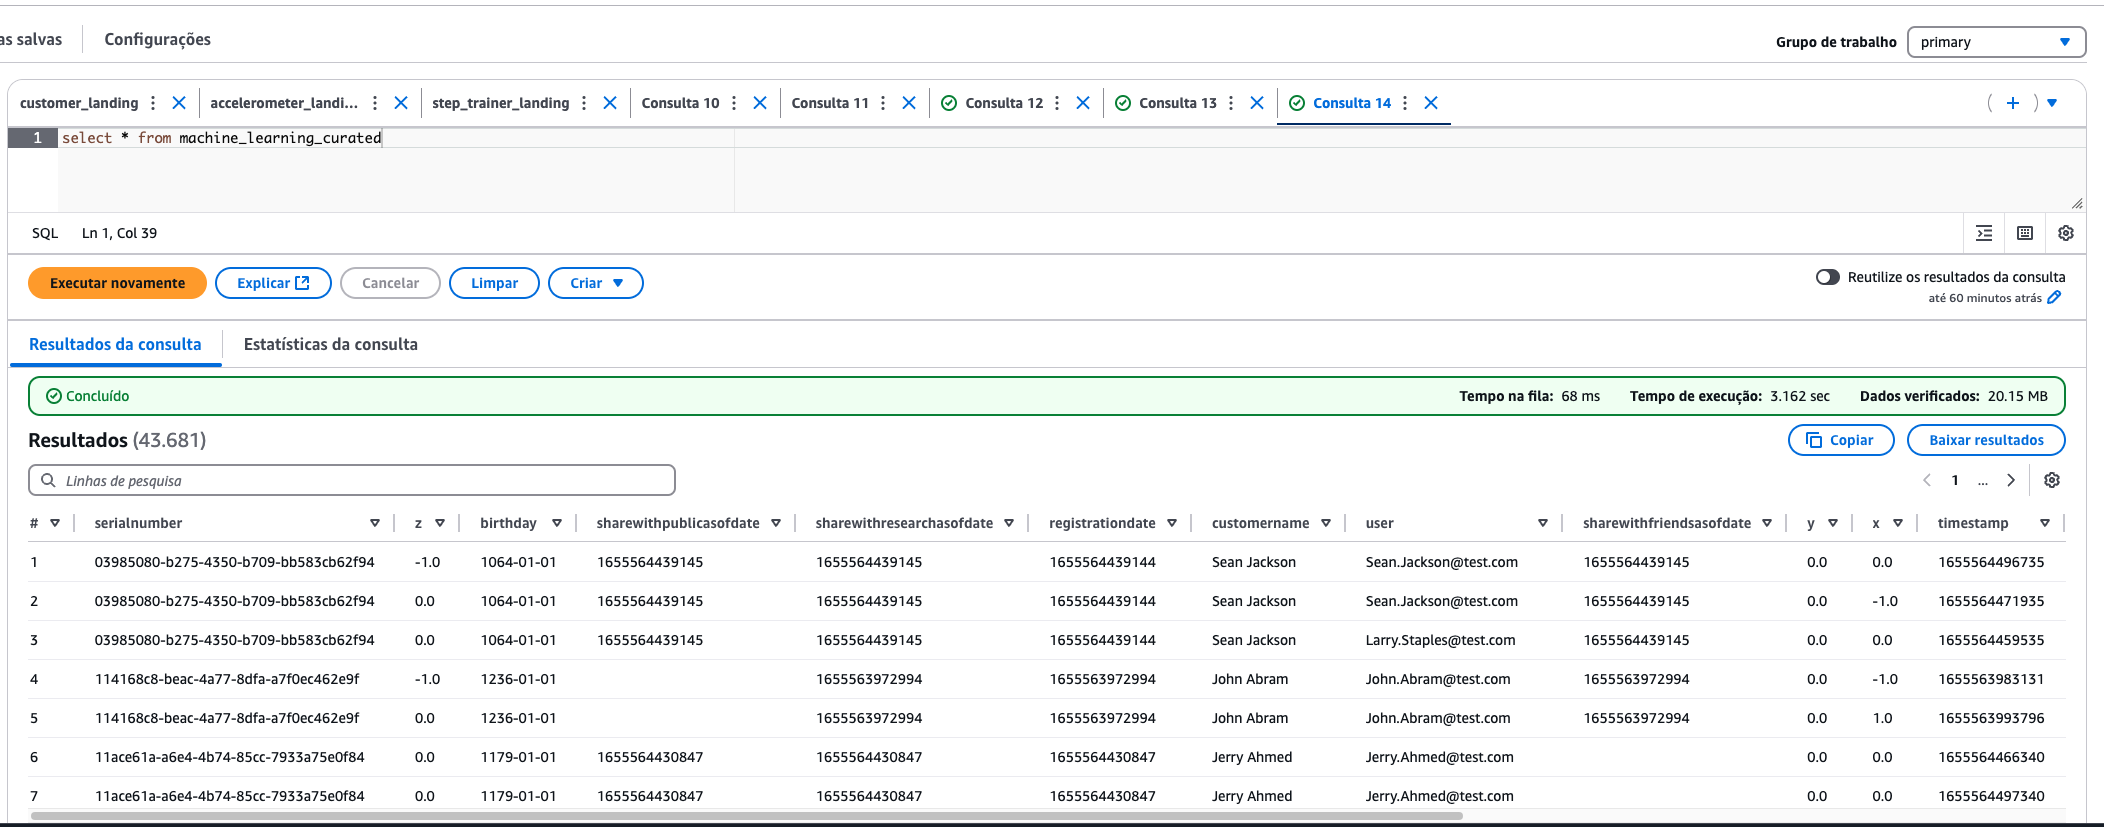 as salvas Configurações Grupo de trabalho primary
customer_landing accelerometer_landi... step_trainer_landing Consulta 10 Consulta 11 Consulta 12 Consulta 13 Consulta 14
1 select * from machine_learning_curated
SQL Ln 1, Col 39
Executar novamente Explicar Cancelar Limpar Criar Reutilize os resultados da consulta
até 60 minutos atrás
Resultados da consulta Estatísticas da consulta
Concluído Tempo na fila: 68 ms Tempo de execução: 3.162 sec Dados verificados: 20.15 MB
Resultados (43.681) Copiar Baixar resultados
Linhas de pesquisa 1 ...
# serialnumber z birthday sharewithpublicasofdate sharewithresearchasofdate registrationdate customername user sharewithfriendsasofdate y x timestamp
1 03985080-b275-4350-b709-bb583cb62f94 -1.0 1064-01-01 1655564439145 1655564439145 1655564439144 Sean Jackson Sean.Jackson@test.com 1655564439145 0.0 0.0 1655564496735
2 03985080-b275-4350-b709-bb583cb62f94 0.0 1064-01-01 1655564439145 1655564439145 1655564439144 Sean Jackson Sean.Jackson@test.com 1655564439145 0.0 -1.0 1655564471935
3 03985080-b275-4350-b709-bb583cb62f94 0.0 1064-01-01 1655564439145 1655564439145 1655564439144 Sean Jackson Larry.Staples@test.com 1655564439145 0.0 0.0 1655564459535
4 114168c8-beac-4a77-8dfa-a7f0ec462e9f -1.0 1236-01-01 1655563972994 1655563972994 John Abram John.Abram@test.com 1655563972994 0.0 -1.0 1655563983131
5 114168c8-beac-4a77-8dfa-a7f0ec462e9f 0.0 1236-01-01 1655563972994 1655563972994 John Abram John.Abram@test.com 1655563972994 0.0 1.0 1655563993796
6 11ace61a-a6e4-4b74-85cc-7933a75e0f84 0.0 1179-01-01 1655564430847 1655564430847 1655564430847 Jerry Ahmed Jerry.Ahmed@test.com 0.0 0.0 1655564466340
7 11ace61a-a6e4-4b74-85cc-7933a75e0f84 0.0 1179-01-01 1655564430847 1655564430847 1655564430847 Jerry Ahmed Jerry.Ahmed@test.com 0.0 0.0 1655564497340